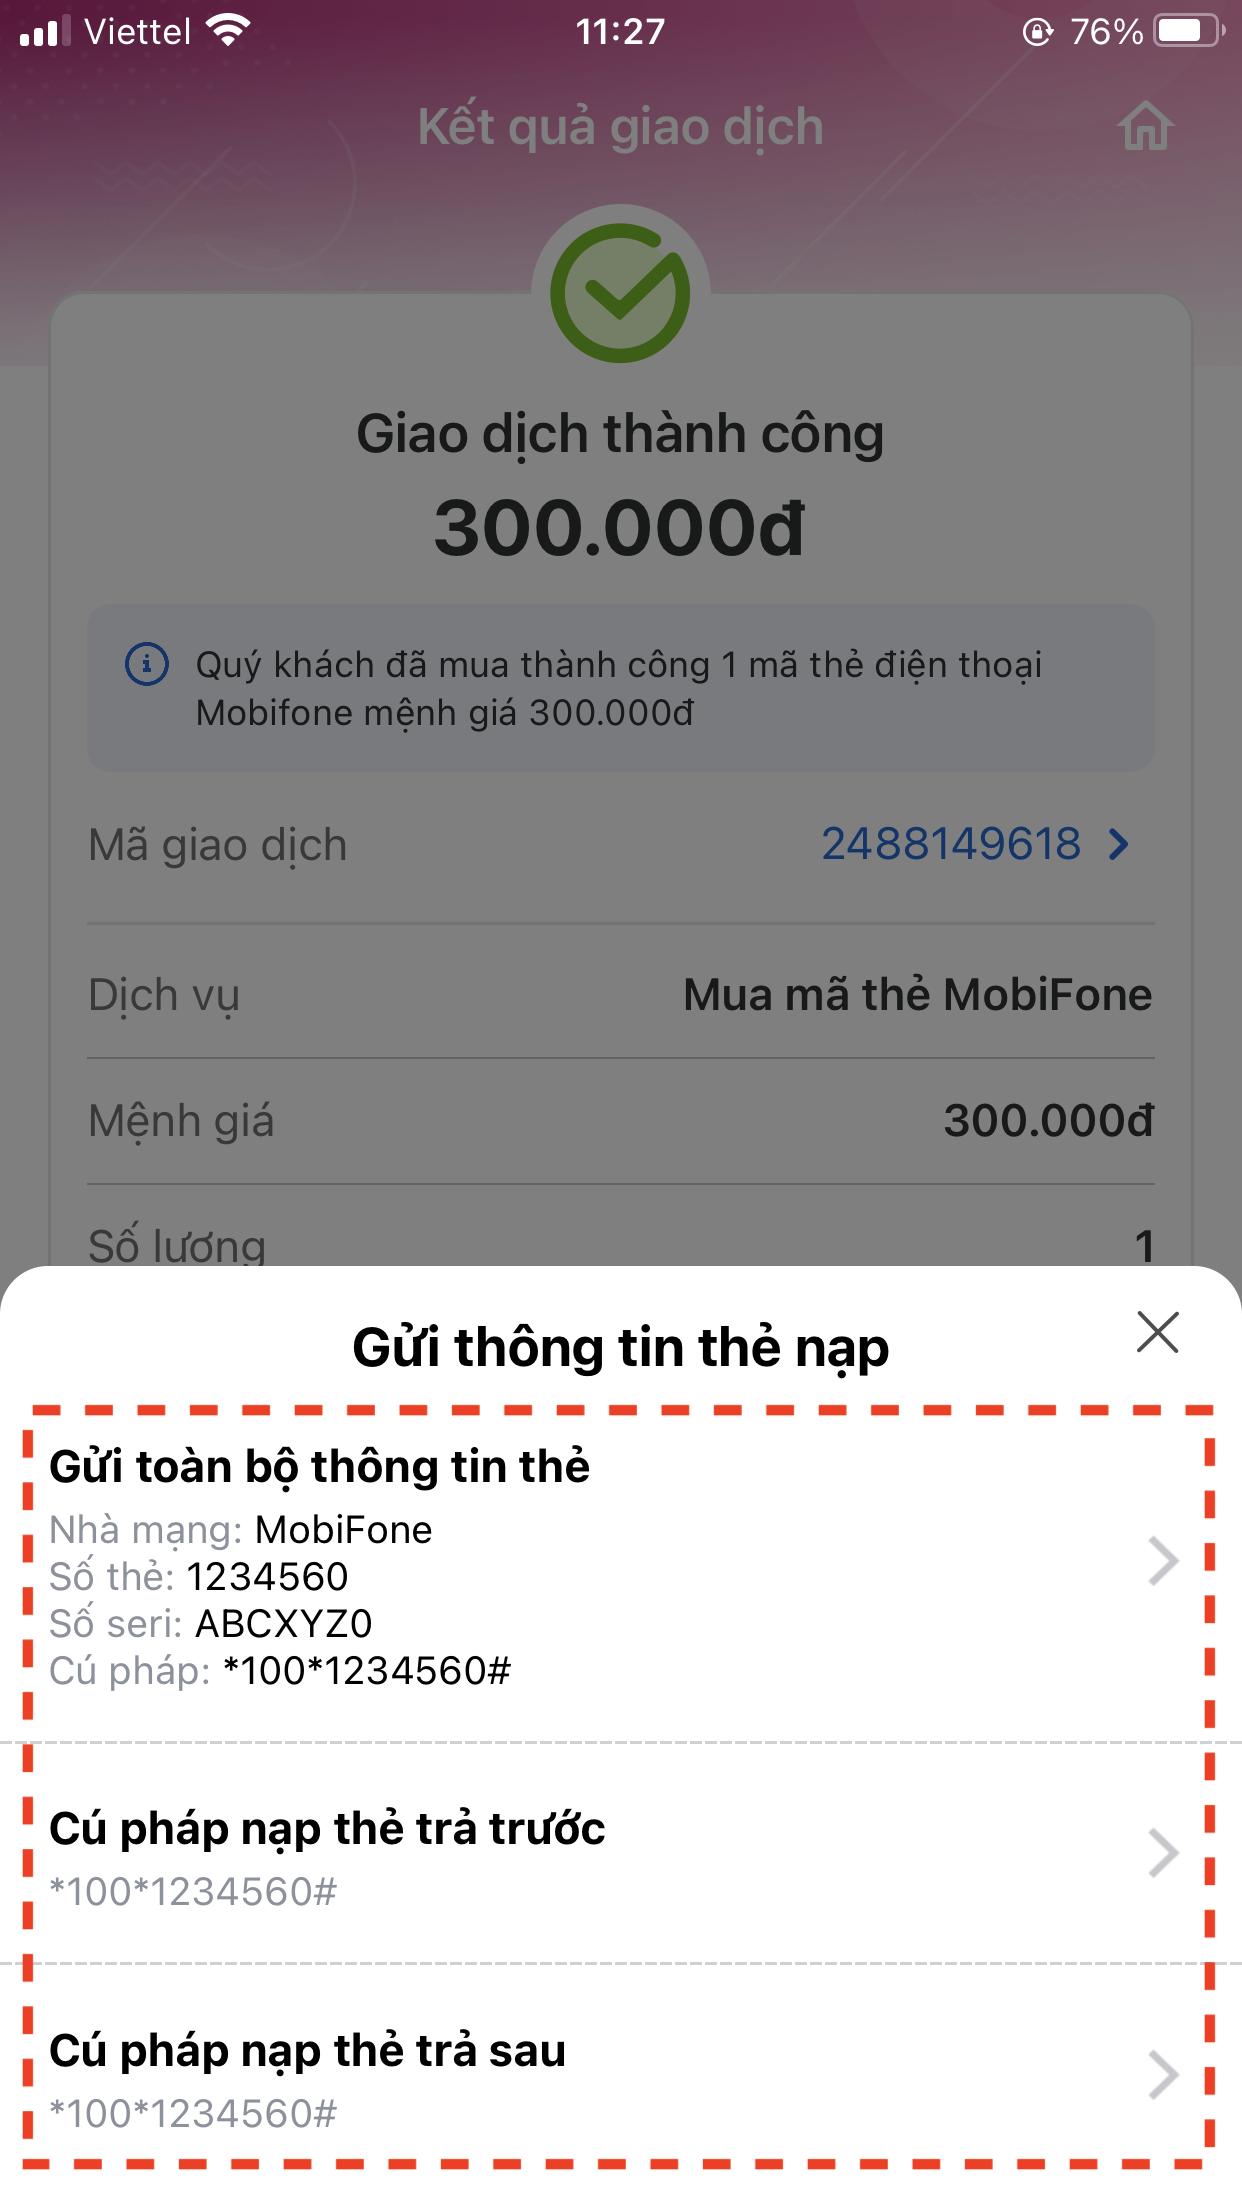 Viettel 11:27 76%
Kết quả giao dịch
Giao dịch thành công
300.000đ
Quý khách đã mua thành công 1 mã thẻ điện thoại
Mobifone mệnh giá 300.000đ
Mã giao dịch 2488149618
Dịch vụ Mua mã thẻ MobiFone
Mệnh giá 300.000đ
Số lượng 1
Gửi thông tin thẻ nạp
Gửi toàn bộ thông tin thẻ
Nhà mạng: MobiFone
Số thẻ: 1234560
Số seri: ABCXYZ0
Cú pháp: *100*1234560#
Cú pháp nạp thẻ trả trước
*100*1234560#
Cú pháp nạp thẻ trả sau
*100*1234560#